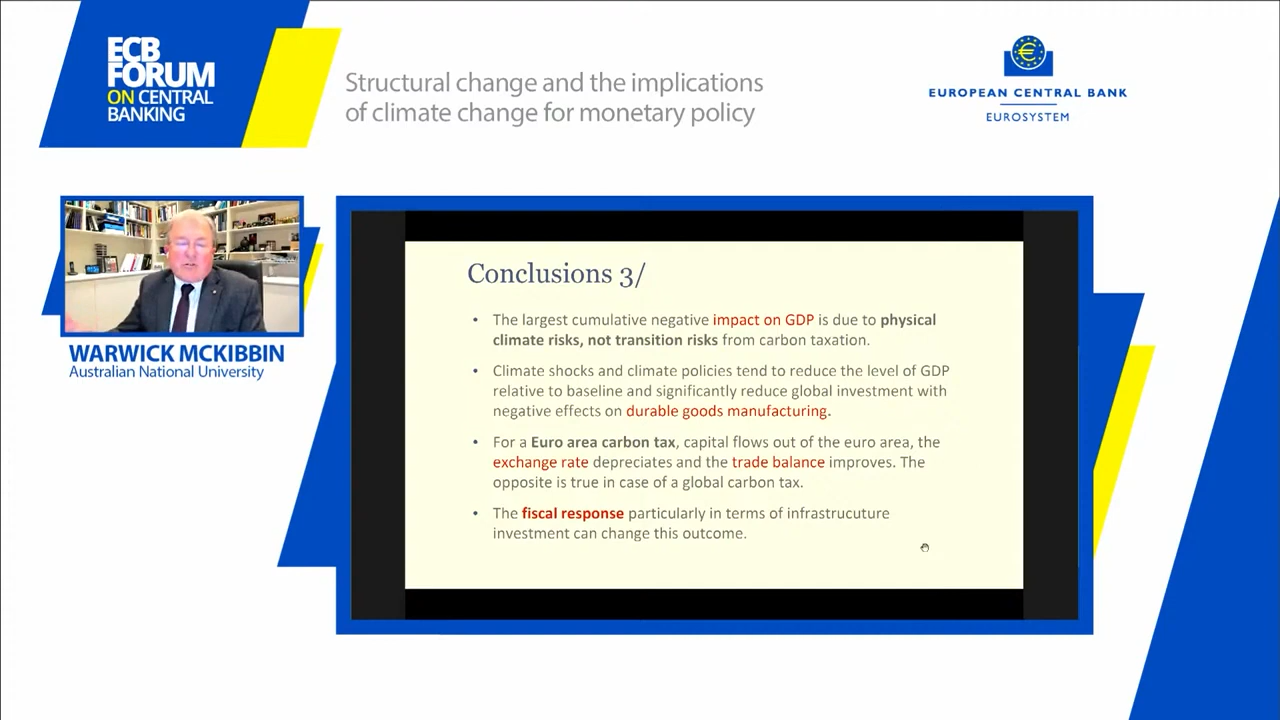 ECB
FORUM
ON CENTRAL
BANKING
Structural change and the implications
of climate change for monetary policy
EUROPEAN CENTRAL BANK
EUROSYSTEM
WARWICK MCKIBBIN
Australian National University
Conclusions 3/
• The largest cumulative negative impact on GDP is due to physical
climate risks, not transition risks from carbon taxation.
• Climate shocks and climate policies tend to reduce the level of GDP
relative to baseline and significantly reduce global investment with
negative effects on durable goods manufacturing.
• For a Euro area carbon tax, capital flows out of the euro area, the
exchange rate depreciates and the trade balance improves. The
opposite is true in case of a global carbon tax.
• The fiscal response particularly in terms of infrastrucuture
investment can change this outcome.